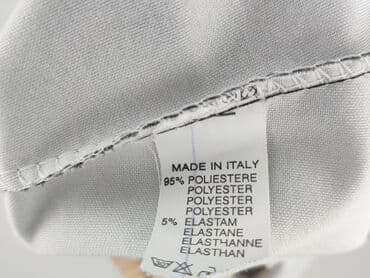 MADE IN ITALY
95% POLIESTERE
POLYESTER
POLYESTER
POLYESTER
5% ELASTAM
ELASTANE
ELASTHANNE
ELASTHAN